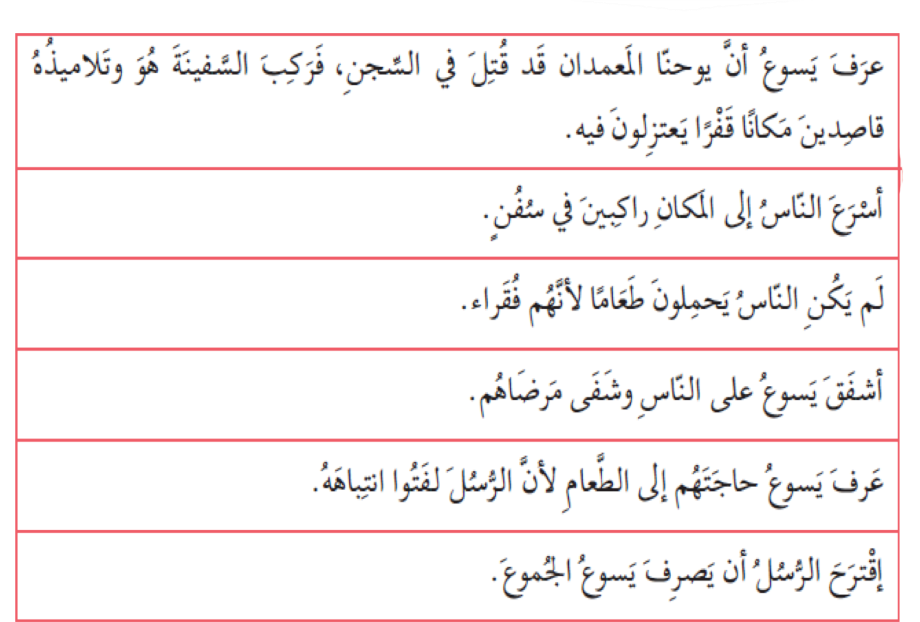 عرَفَ يَسوعُ أنَّ يوحنّا المَعمدان قَد قُتِلَ في السِّجنِ، فَرَكِبَ السَّفينَةَ هُوَ وتَلاميذُهُ
قاصِدينَ مَكانًا قَفْرًا يَعتزِلونَ فيه.
أسْرَعَ النّاسُ إلى المَكانِ راكِبينَ في سُفُنٍ.
لَم يَكُنِ النّاسُ يَحمِلونَ طَعَامًا لأنَّهُم فُقَراء.
أشفَقَ يَسوعُ على النّاسِ وشَفَى مَرضَاهُم.
عَرفَ يَسوعُ حاجَتَهُم إلى الطَّعامِ لأنَّ الرُّسُلَ لفَتُوا انتِباهَهُ.
إقْترَحَ الرُّسُلُ أن يَصرِفَ يَسوعُ الجُموعَ.